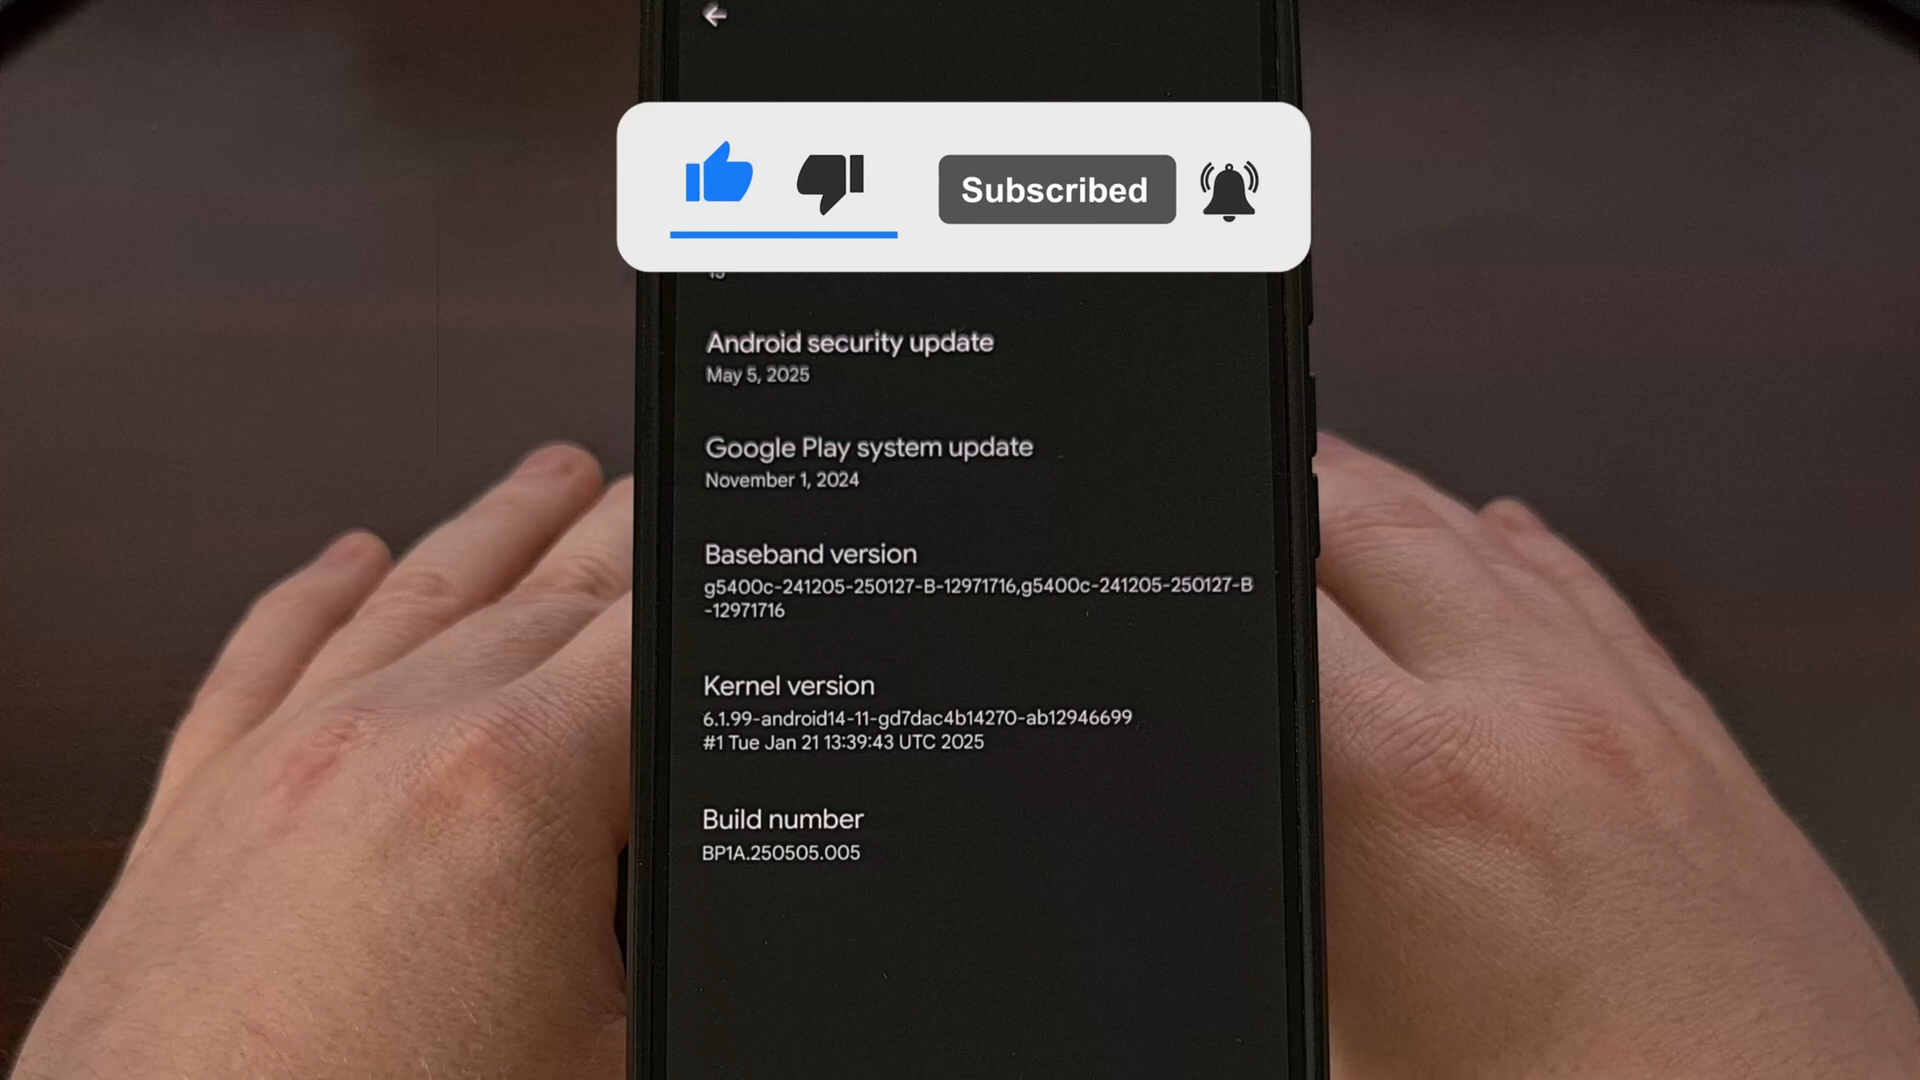 Subscribed
Android security update
May 5, 2025
Google Play system update
November 1, 2024
Baseband version
g5400c-241205-250127-B-12971716,g5400c-241205-250127-B
-12971716
Kernel version
6.1.99-android14-11-gd7dac4b14270-ab12946699
#1 Tue Jan 21 13:39:43 UTC 2025
Build number
BP1A.250505.005